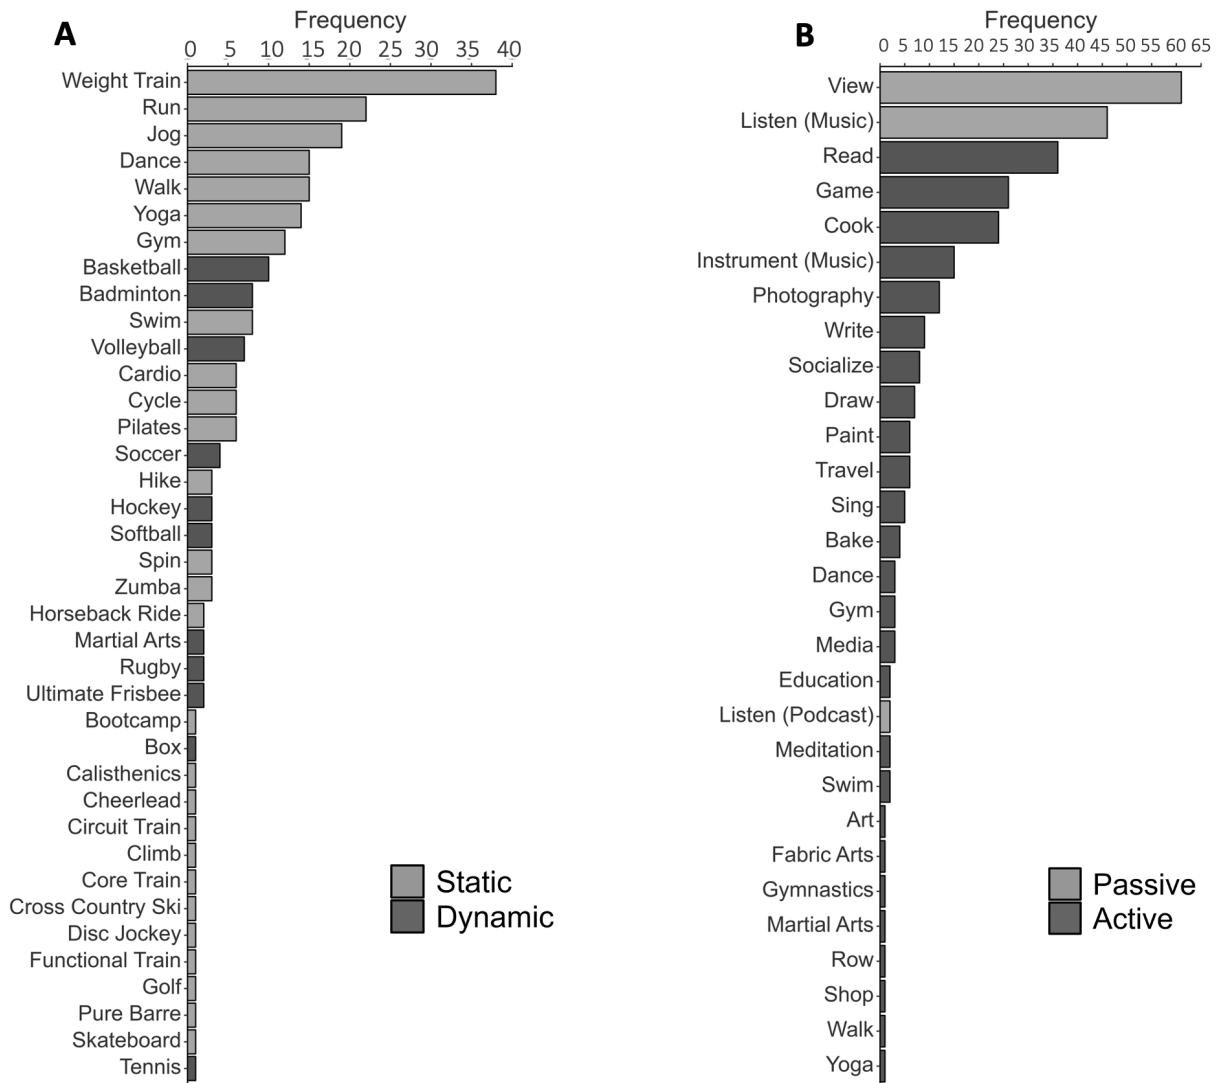 A
Frequency
0 5 10 15 20 25 30 35 40
Weight Train
Run
Jog
Dance
Walk
Yoga
Gym
Basketball
Badminton
Swim
Volleyball
Cardio
Cycle
Pilates
Soccer
Hike
Hockey
Softball
Spin
Zumba
Horseback Ride
Martial Arts
Rugby
Ultimate Frisbee
Bootcamp
Box
Calisthenics
Cheerlead
Circuit Train
Climb
Core Train
Cross Country Ski
Disc Jockey
Functional Train
Golf
Pure Barre
Skateboard
Tennis
Static
Dynamic
B
Frequency
0 5 10 15 20 25 30 35 40 45 50 55 60 65
View
Listen (Music)
Read
Game
Cook
Instrument (Music)
Photography
Write
Socialize
Draw
Paint
Travel
Sing
Bake
Dance
Gym
Media
Education
Listen (Podcast)
Meditation
Swim
Art
Fabric Arts
Gymnastics
Martial Arts
Row
Shop
Walk
Yoga
Passive
Active